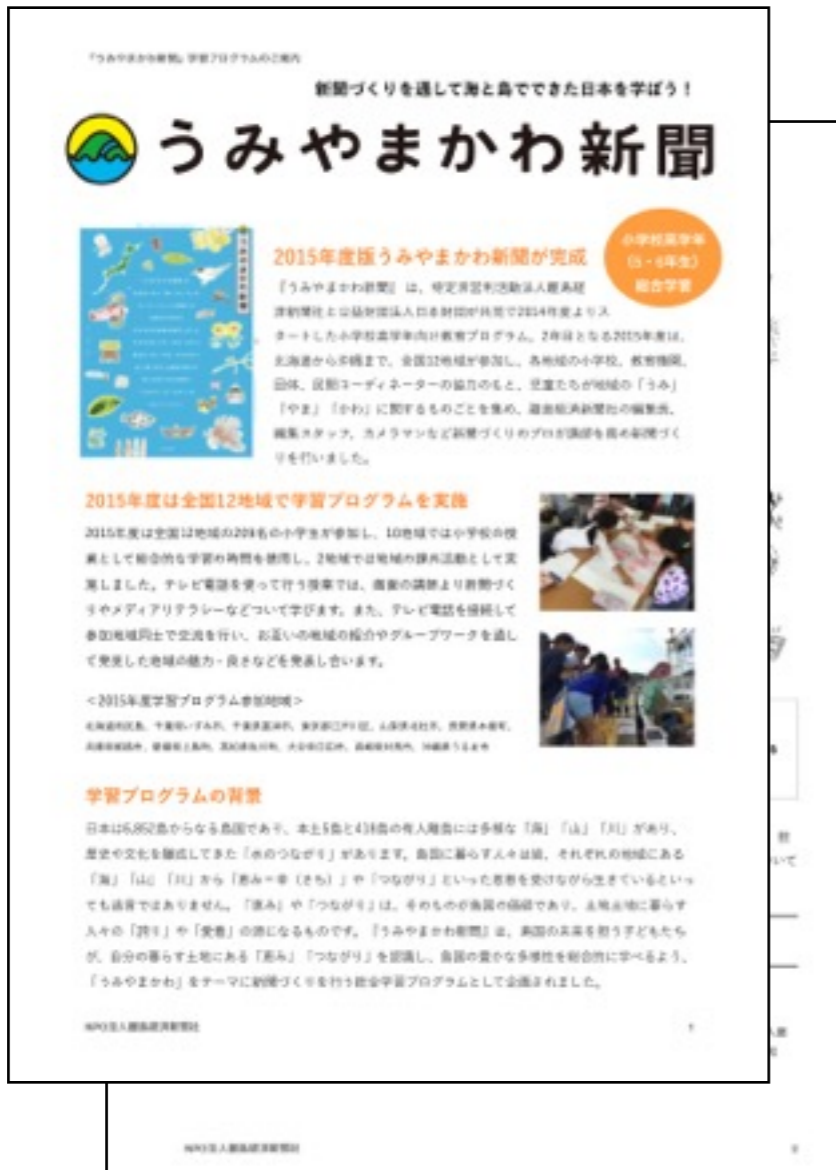 『うみやまかわ新聞』学習プログラムのご案内
新聞づくりを通して海と島でできた日本を学ぼう！
うみやまかわ新聞
小学校高学年
（5・6年生）
総合学習
2015年度版うみやまかわ新聞が完成
『うみやまかわ新聞』は、特定非営利活動法人離島経
済新聞社と公益財団法人日本財団が共同で2014年度よりス
タートした小学校高学年向け教育プログラム。2年目となる2015年度は、
北海道から沖縄まで、全国12地域が参加し、各地域の小学校、教育機関、
団体、民間コーディネーターの協力のもと、児童たちが地域の「うみ」
「やま」「かわ」に関するものごとを集め、離島経済新聞社の編集長、
編集スタッフ、カメラマンなど新聞づくりのプロが講師を務め新聞づく
りを行いました。
2015年度は全国12地域で学習プログラムを実施
2015年度は全国12地域の209名の小学生が参加し、10地域では小学校の授
業として総合的な学習の時間を使用し、2地域では地域の課外活動として実
施しました。テレビ電話を使って行う授業では、画面の講師より新聞づく
りやメディアリテラシーなどついて学びます。また、テレビ電話を接続して
参加地域同士で交流を行い、お互いの地域の紹介やグループワークを通し
て発見した地域の魅力・良さなどを発表し合います。
＜2015年度学習プログラム参加地域＞
学習プログラムの背景
日本は6,852島からなる島国であり、本土5島と418島の有人離島には多様な「海」「山」「川」があり、
歴史や文化を醸成してきた「水のつながり」があります。島国に暮らす人々は皆、それぞれの地域にある
「海」「山」「川」から「恵み＝幸（さち）」や「つながり」といった恩恵を受けながら生きているといっ
ても過言ではありません。「恵み」や「つながり」は、そのものが島国の価値であり、土地土地に暮らす
人々の「誇り」や「愛着」の源になるものです。『うみやまかわ新聞』は、島国の未来を担う子どもたち
が、自分の暮らす土地にある「恵み」「つながり」を認識し、島国の豊かな多様性を総合的に学べるよう、
「うみやまかわ」をテーマに新聞づくりを行う総合学習プログラムとして企画されました。
NPO法人離島経済新聞社
1
NPO法人離島経済新聞社